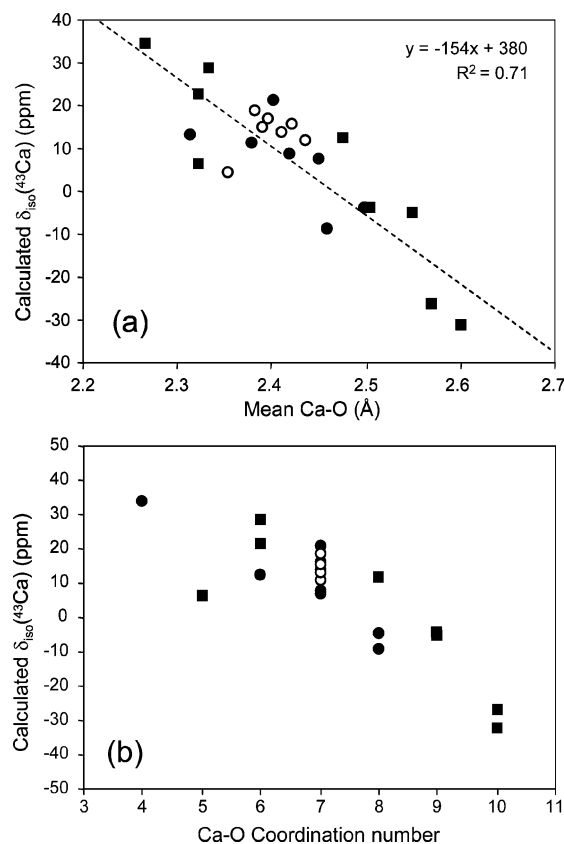 40
30
20
10
0
-10
-20
-30
-40
Calculated δiso(⁴³Ca) (ppm)
y = -154x + 380
R² = 0.71
(a)
2.2 2.3 2.4 2.5 2.6 2.7
Mean Ca-O (Å)
50
40
30
20
10
0
-10
-20
-30
-40
-50
Calculated δiso(⁴³Ca) (ppm)
(b)
3 4 5 6 7 8 9 10 11
Ca-O Coordination number